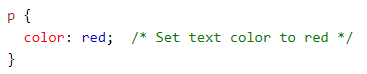 p {
  color: red;  /* Set text color to red */
}